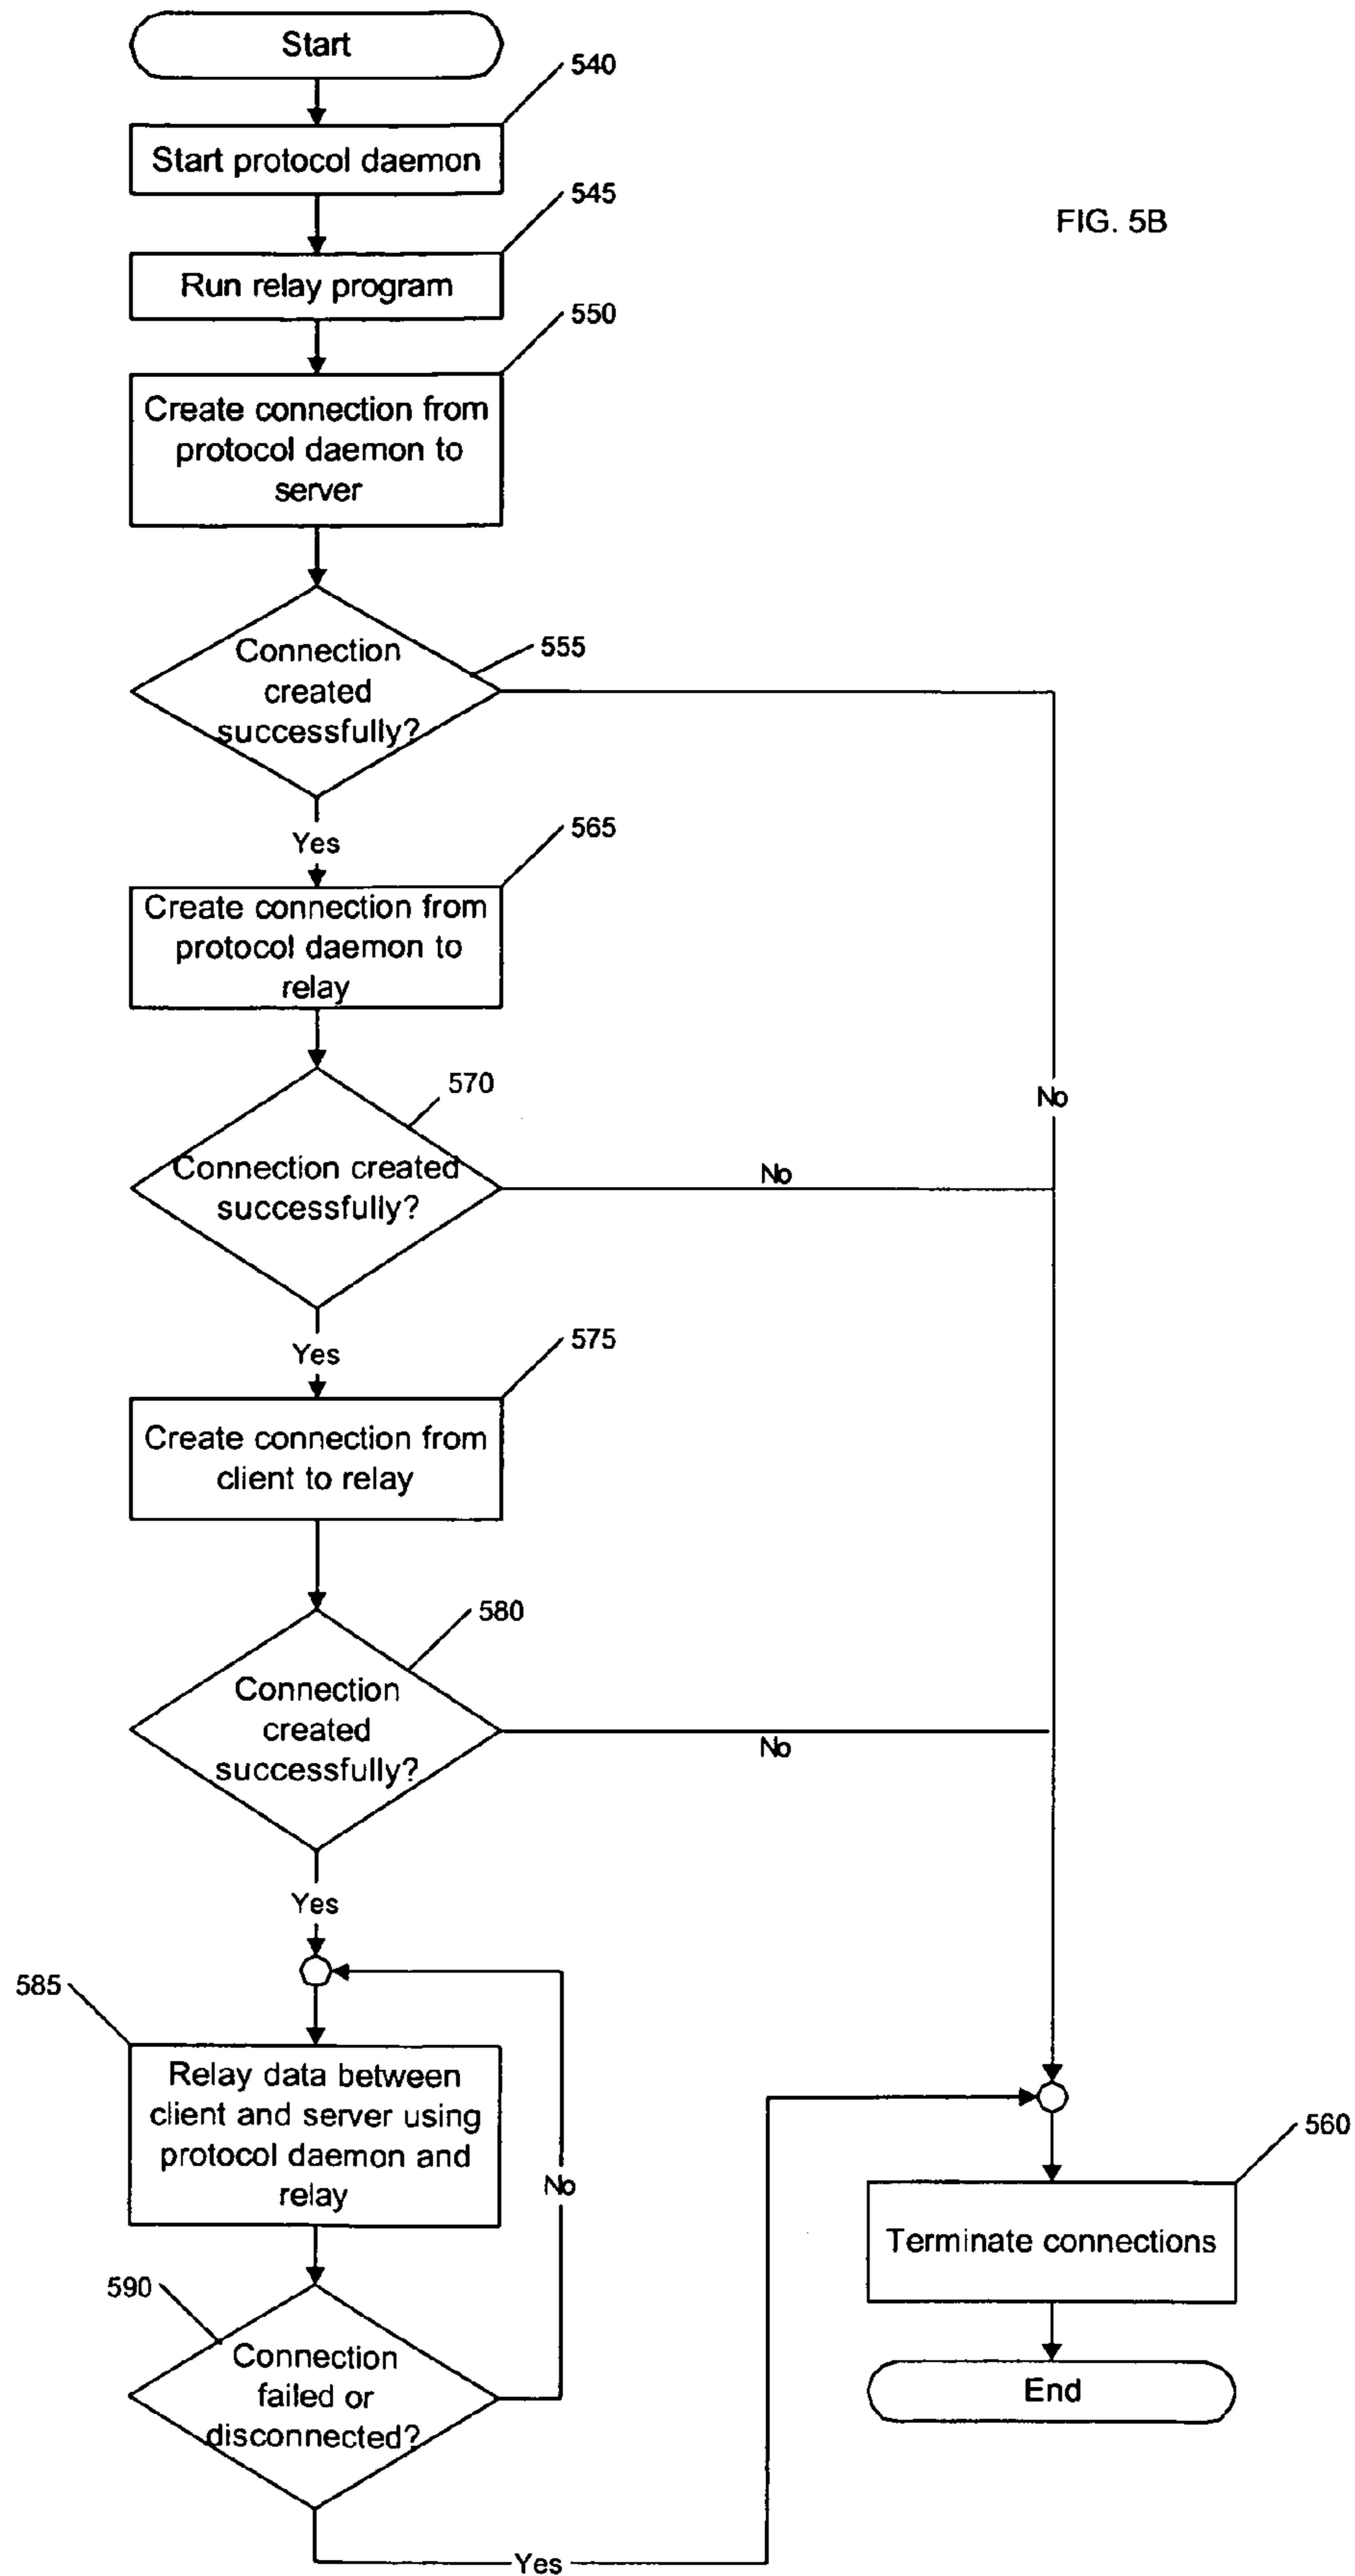 Start
540
Start protocol daemon
545
FIG. 5B
Run relay program
550
Create connection from
protocol daemon to
server
555
Connection
created
successfully?
Yes
565
Create connection from
protocol daemon to
relay
570
No
Connection created
successfully?
No
Yes
575
Create connection from
client to relay
580
Connection
created
successfully?
No
Yes
585
Relay data between
client and server using
protocol daemon and
relay
No
560
Terminate connections
590
Connection
failed or
disconnected?
End
Yes